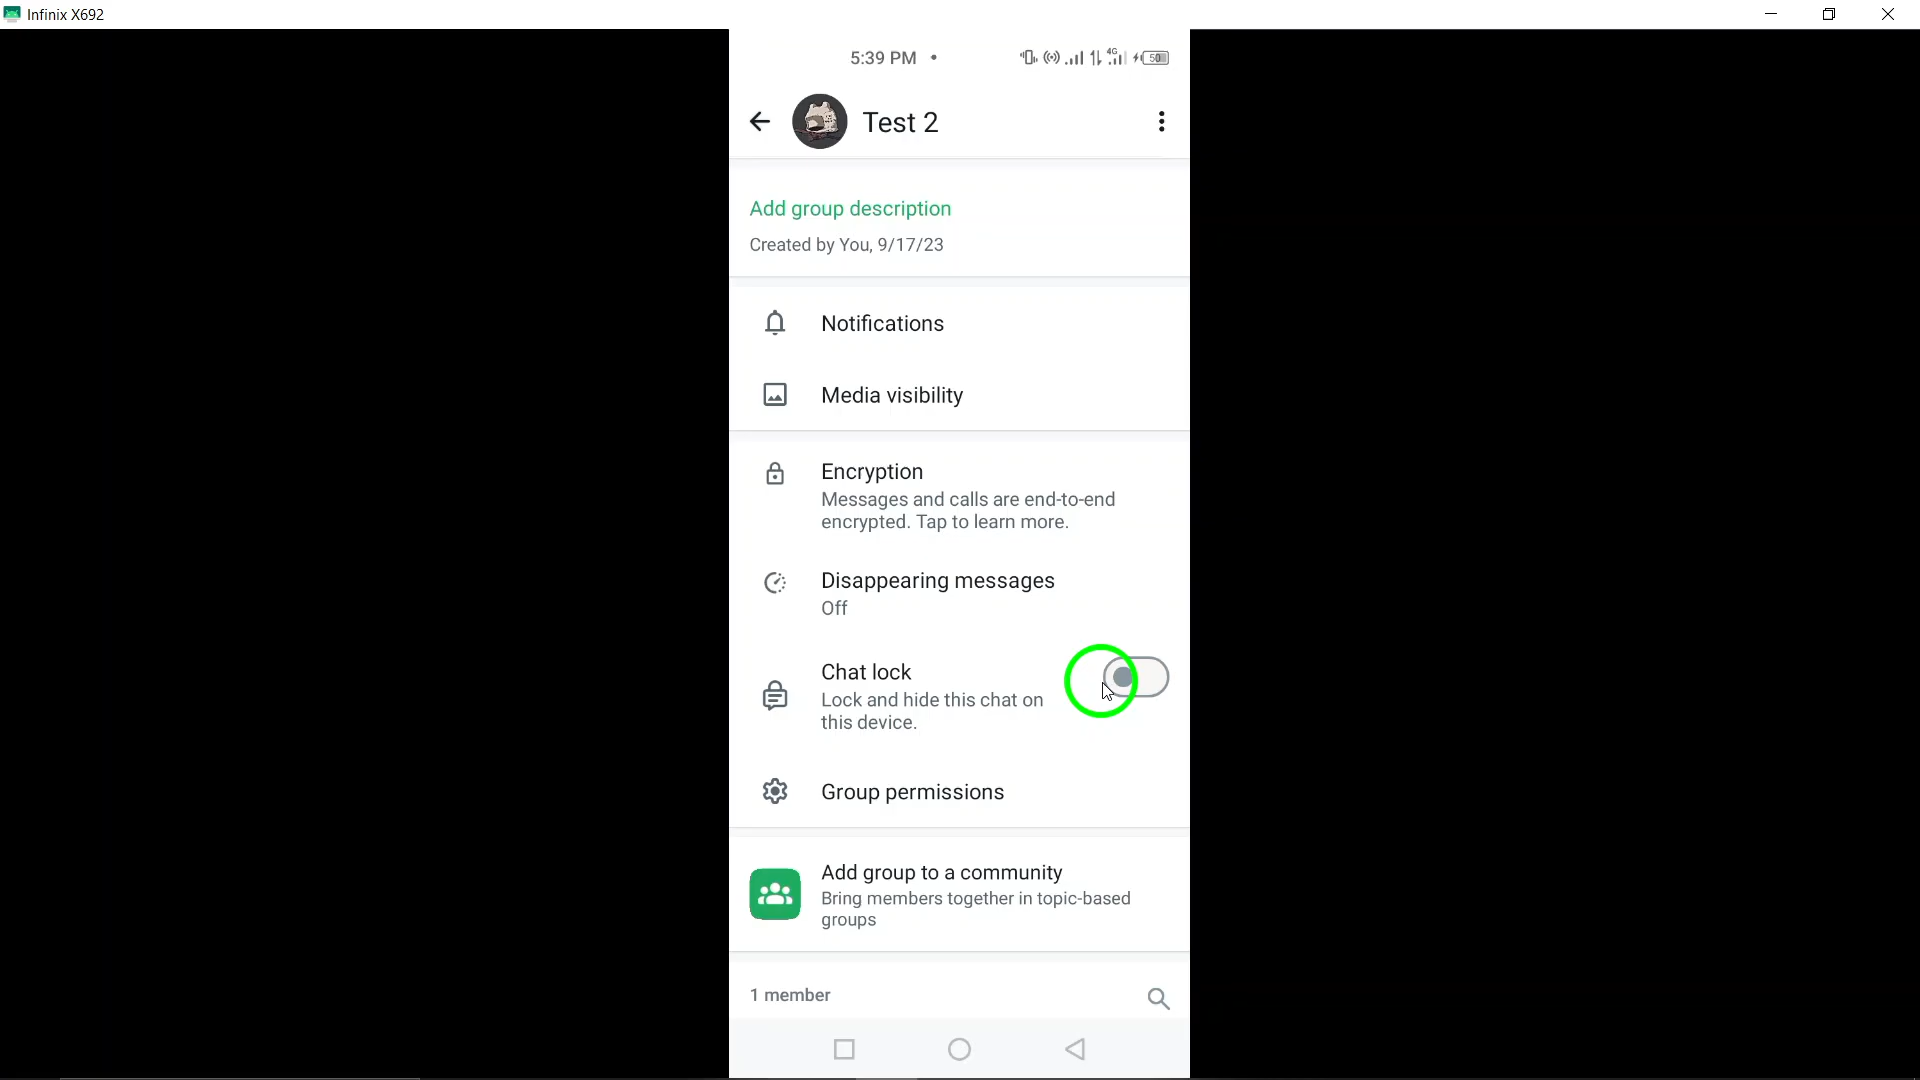 Infinix X692
5:39 PM
4G
50
Test 2
Add group description
Created by You, 9/17/23
Notifications
Media visibility
Encryption
Messages and calls are end-to-end
encrypted. Tap to learn more.
Disappearing messages
Off
Chat lock
Lock and hide this chat on
this device.
Group permissions
Add group to a community
Bring members together in topic-based
groups
1 member